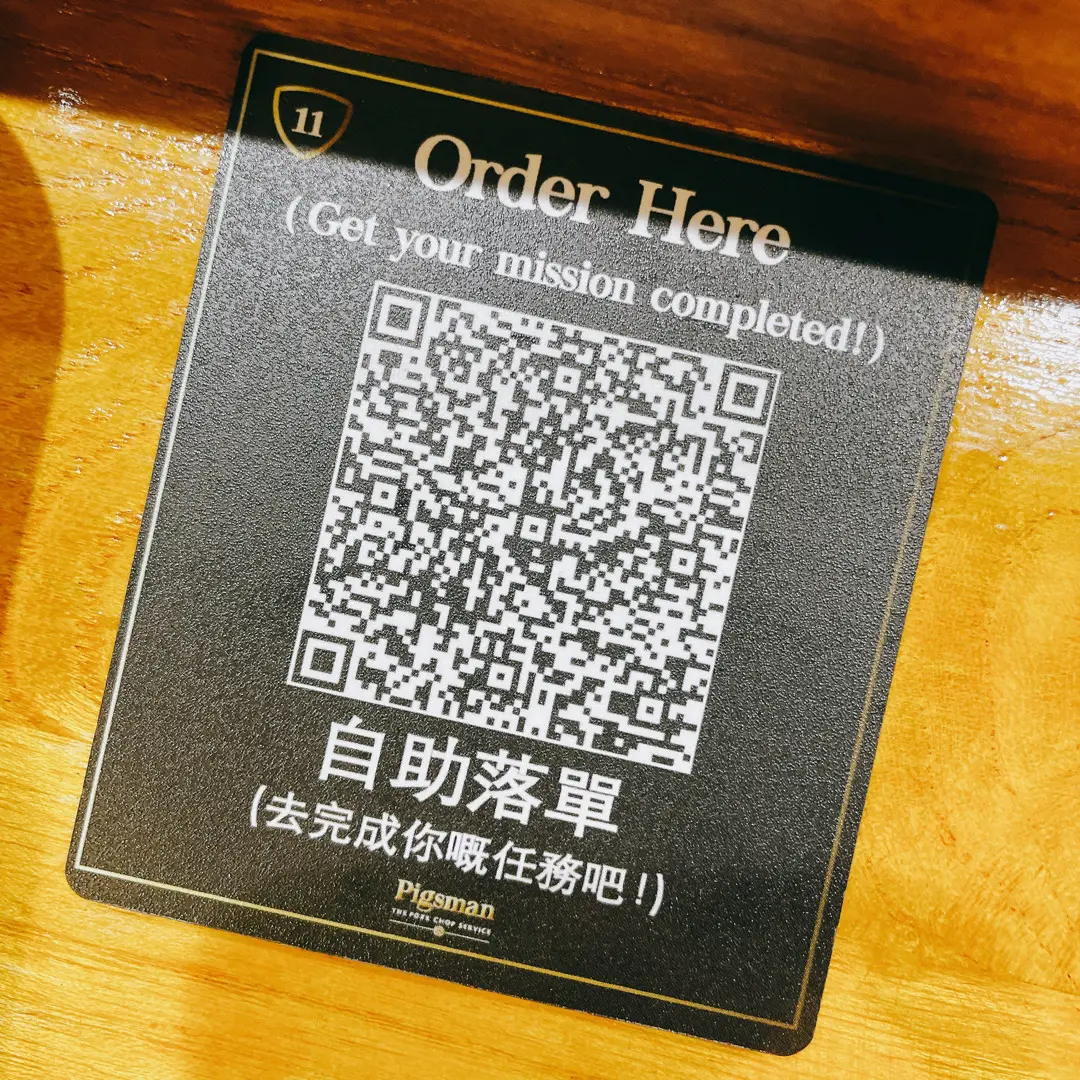 11
Order Here
(Get your mission completed!)
自助落單
(去完成你嘅任務吧!)
Pigsman
THE PORK CHOP SERVICE